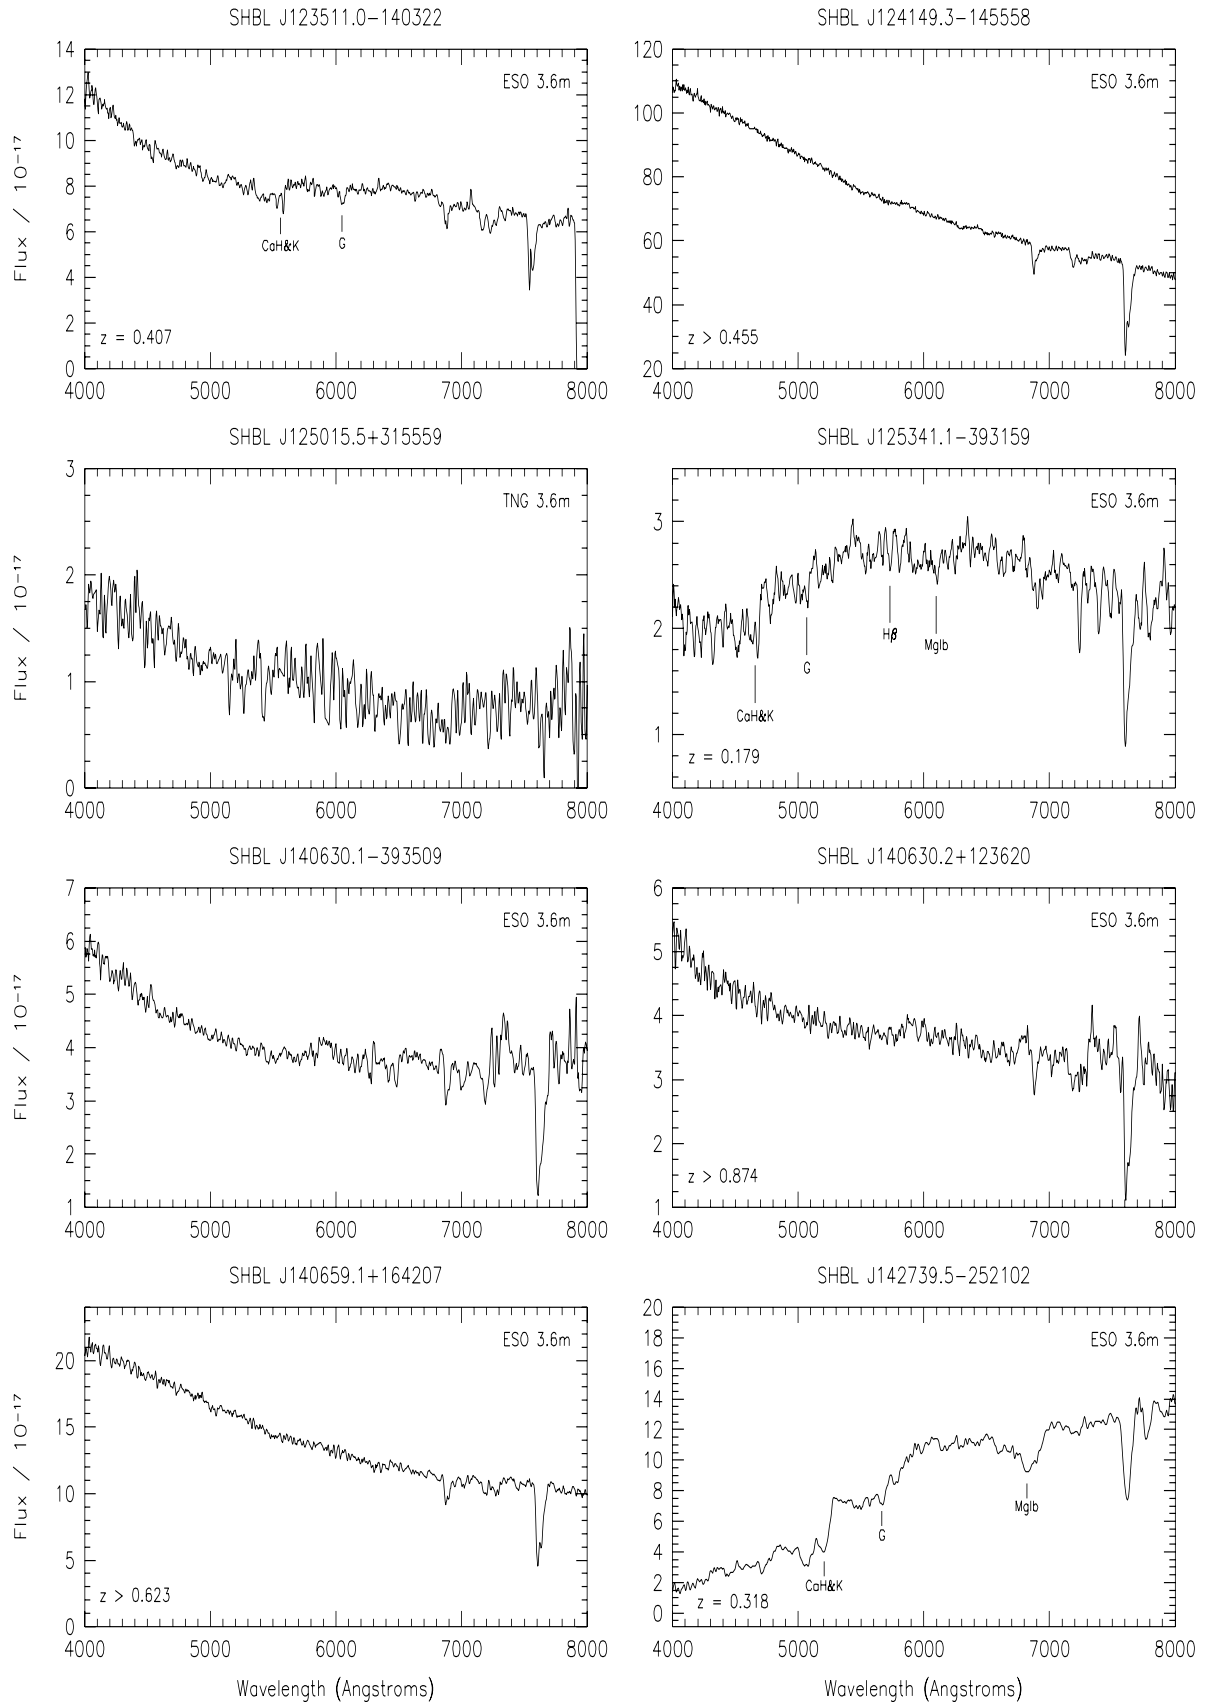 SHBL J123511.0−140322
SHBL J124149.3−145558
14
12
10
8
6
4
2
0
Flux / 10⁻¹⁷
ESO 3.6m
CaH&K
G
z = 0.407
4000 5000 6000 7000 8000
120
100
80
60
40
20
ESO 3.6m
z > 0.455
4000 5000 6000 7000 8000
SHBL J125015.5+315559
SHBL J125341.1−393159
3
2
1
0
Flux / 10⁻¹⁷
TNG 3.6m
4000 5000 6000 7000 8000
3
2
1
ESO 3.6m
CaH&K
G
Hβ
MgIb
z = 0.179
4000 5000 6000 7000 8000
SHBL J140630.1−393509
SHBL J140630.2+123620
7
6
5
4
3
2
1
Flux / 10⁻¹⁷
ESO 3.6m
4000 5000 6000 7000 8000
6
5
4
3
2
1
ESO 3.6m
z > 0.874
4000 5000 6000 7000 8000
SHBL J140659.1+164207
SHBL J142739.5−252102
20
15
10
5
0
Flux / 10⁻¹⁷
ESO 3.6m
z > 0.623
4000 5000 6000 7000 8000
Wavelength (Angstroms)
20
18
16
14
12
10
8
6
4
2
0
ESO 3.6m
CaH&K
G
MgIb
z = 0.318
4000 5000 6000 7000 8000
Wavelength (Angstroms)